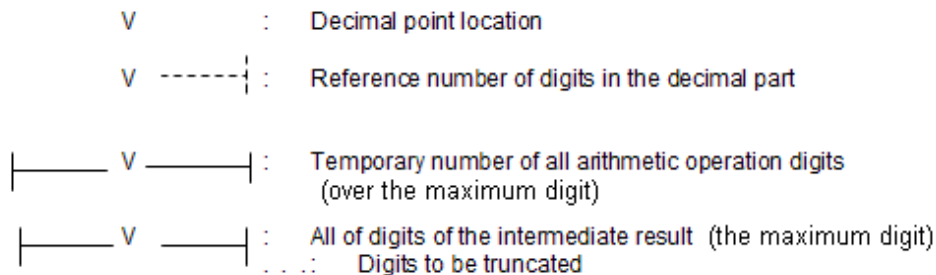 V : Decimal point location
V : Reference number of digits in the decimal part
V : Temporary number of all arithmetic operation digits
(over the maximum digit)
V : All of digits of the intermediate result (the maximum digit)
. . .: Digits to be truncated